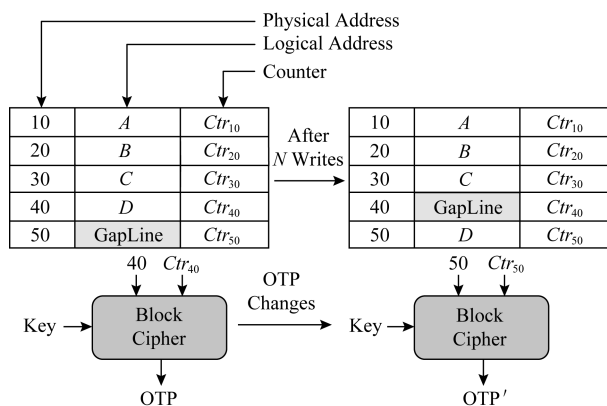 Physical Address
Logical Address
Counter
10 A Ctr₁₀
20 B Ctr₂₀
30 C Ctr₃₀
40 D Ctr₄₀
50 GapLine Ctr₅₀
After
N Writes
10 A Ctr₁₀
20 B Ctr₂₀
30 C Ctr₃₀
40 GapLine Ctr₄₀
50 D Ctr₅₀
40 Ctr₄₀
Key
Block
Cipher
OTP
OTP
Changes
50 Ctr₅₀
Key
Block
Cipher
OTP′